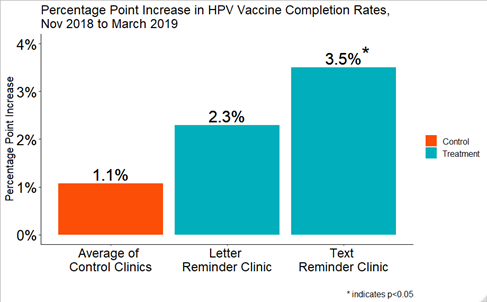 Percentage Point Increase in HPV Vaccine Completion Rates,
Nov 2018 to March 2019
Percentage Point Increase
4%
3%
2%
1%
0%
1.1%
2.3%
3.5%*
Average of
Control Clinics
Letter
Reminder Clinic
Text
Reminder Clinic
Control
Treatment
* indicates p<0.05